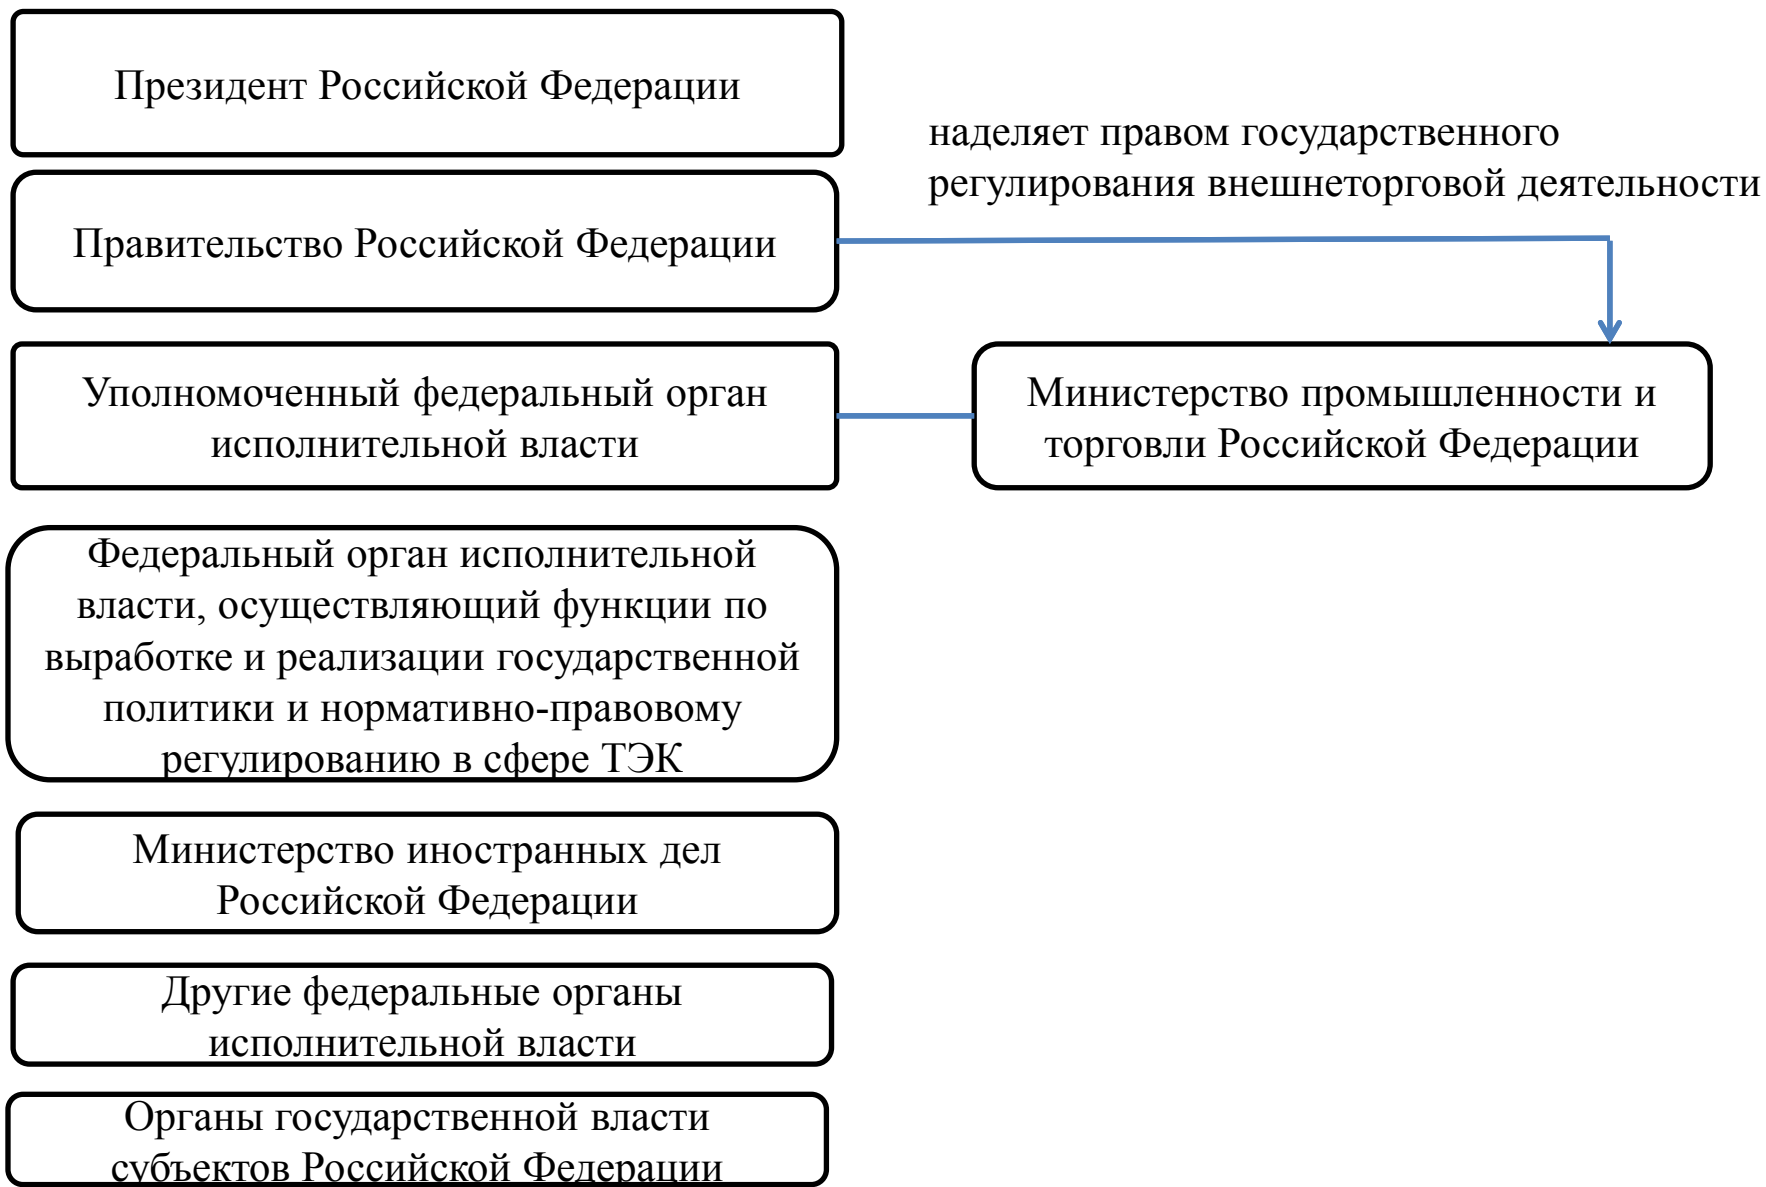 Президент Российской Федерации
наделяет правом государственного
регулирования внешнеторговой деятельности
Правительство Российской Федерации
Уполномоченный федеральный орган
исполнительной власти
Министерство промышленности и
торговли Российской Федерации
Федеральный орган исполнительной
власти, осуществляющий функции по
выработке и реализации государственной
политики и нормативно-правовому
регулированию в сфере ТЭК
Министерство иностранных дел
Российской Федерации
Другие федеральные органы
исполнительной власти
Органы государственной власти
субъектов Российской Федерации